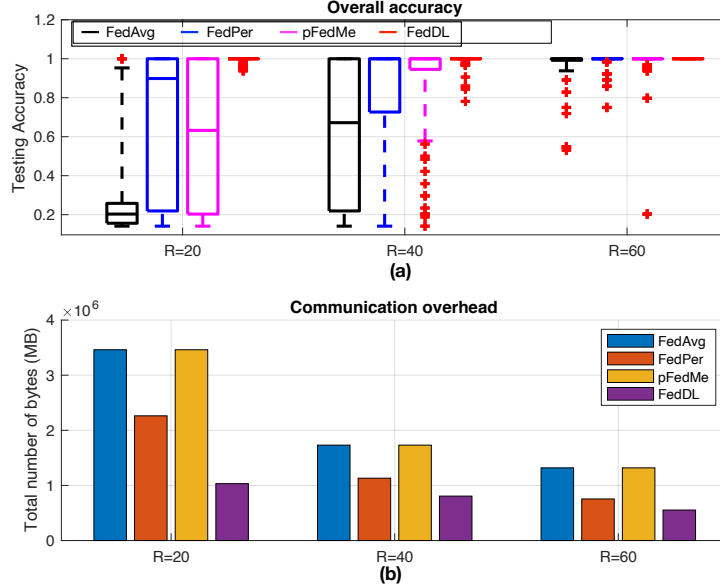 Overall accuracy
FedAvg FedPer pFedMe FedDL
Testing Accuracy
1.2
1
0.8
0.6
0.4
0.2
R=20 R=40 R=60
(a)
Communication overhead
× 10^6
Total number of bytes (MB)
4
3
2
1
0
FedAvg
FedPer
pFedMe
FedDL
R=20 R=40 R=60
(b)